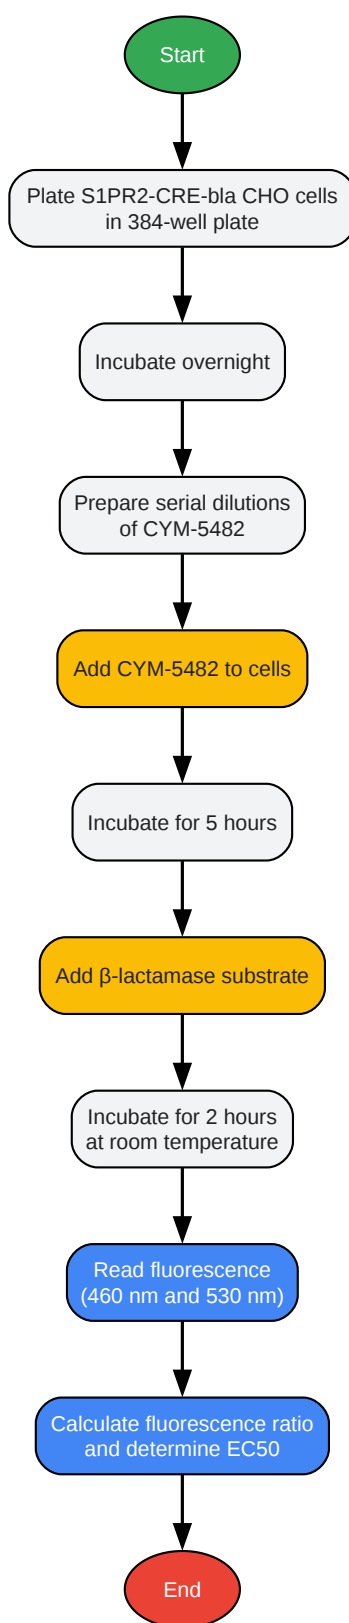 Start
Plate S1PR2-CRE-bla CHO cells
in 384-well plate
Incubate overnight
Prepare serial dilutions
of CYM-5482
Add CYM-5482 to cells
Incubate for 5 hours
Add β-lactamase substrate
Incubate for 2 hours
at room temperature
Read fluorescence
(460 nm and 530 nm)
Calculate fluorescence ratio
and determine EC50
End